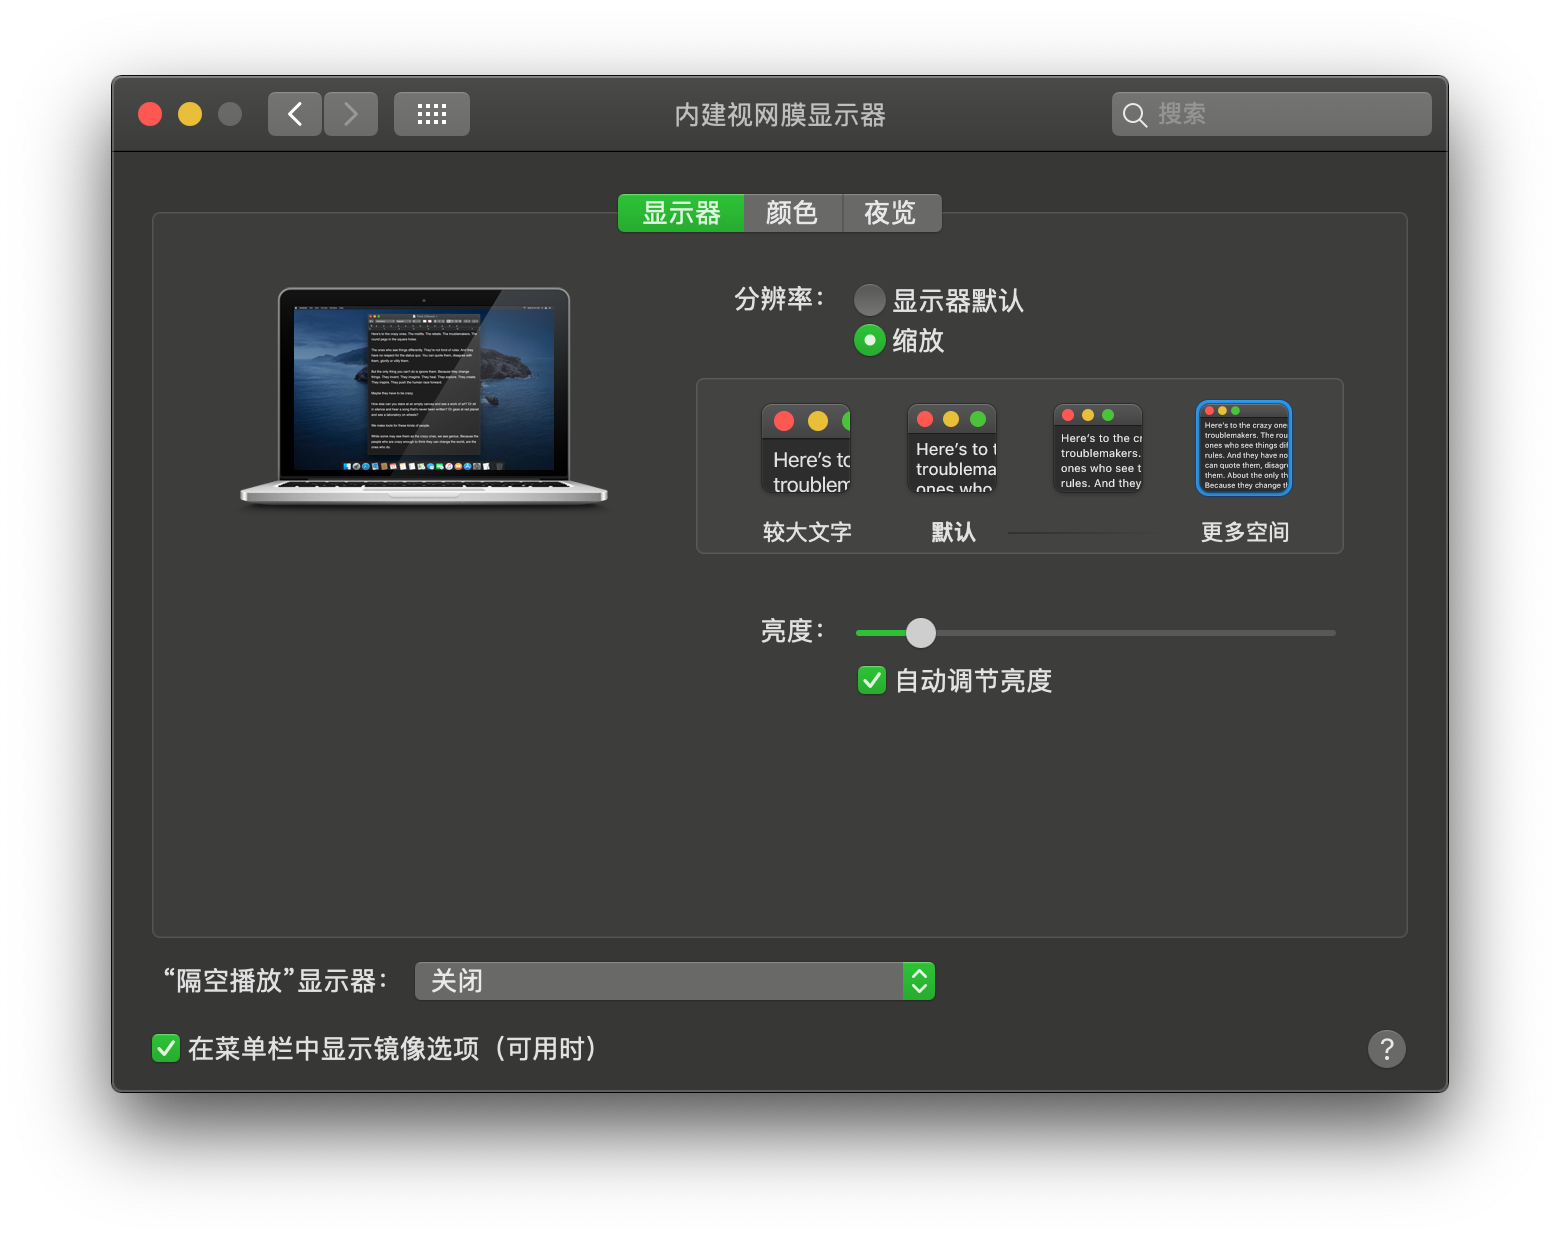 内建视网膜显示器
搜索
显示器 颜色 夜览
分辨率：
显示器默认
缩放
Here's to
troublem
Here's to t
troublema
ones who
Here's to the cr
troublemakers.
ones who see t
rules. And they
Here's to the crazy one
troublemakers. The rou
ones who see things dif
rules. And they have no
can quote them, disagr
them. About the only th
Because they change t
较大文字
默认
更多空间
亮度：
自动调节亮度
“隔空播放”显示器：
关闭
在菜单栏中显示镜像选项（可用时）
?